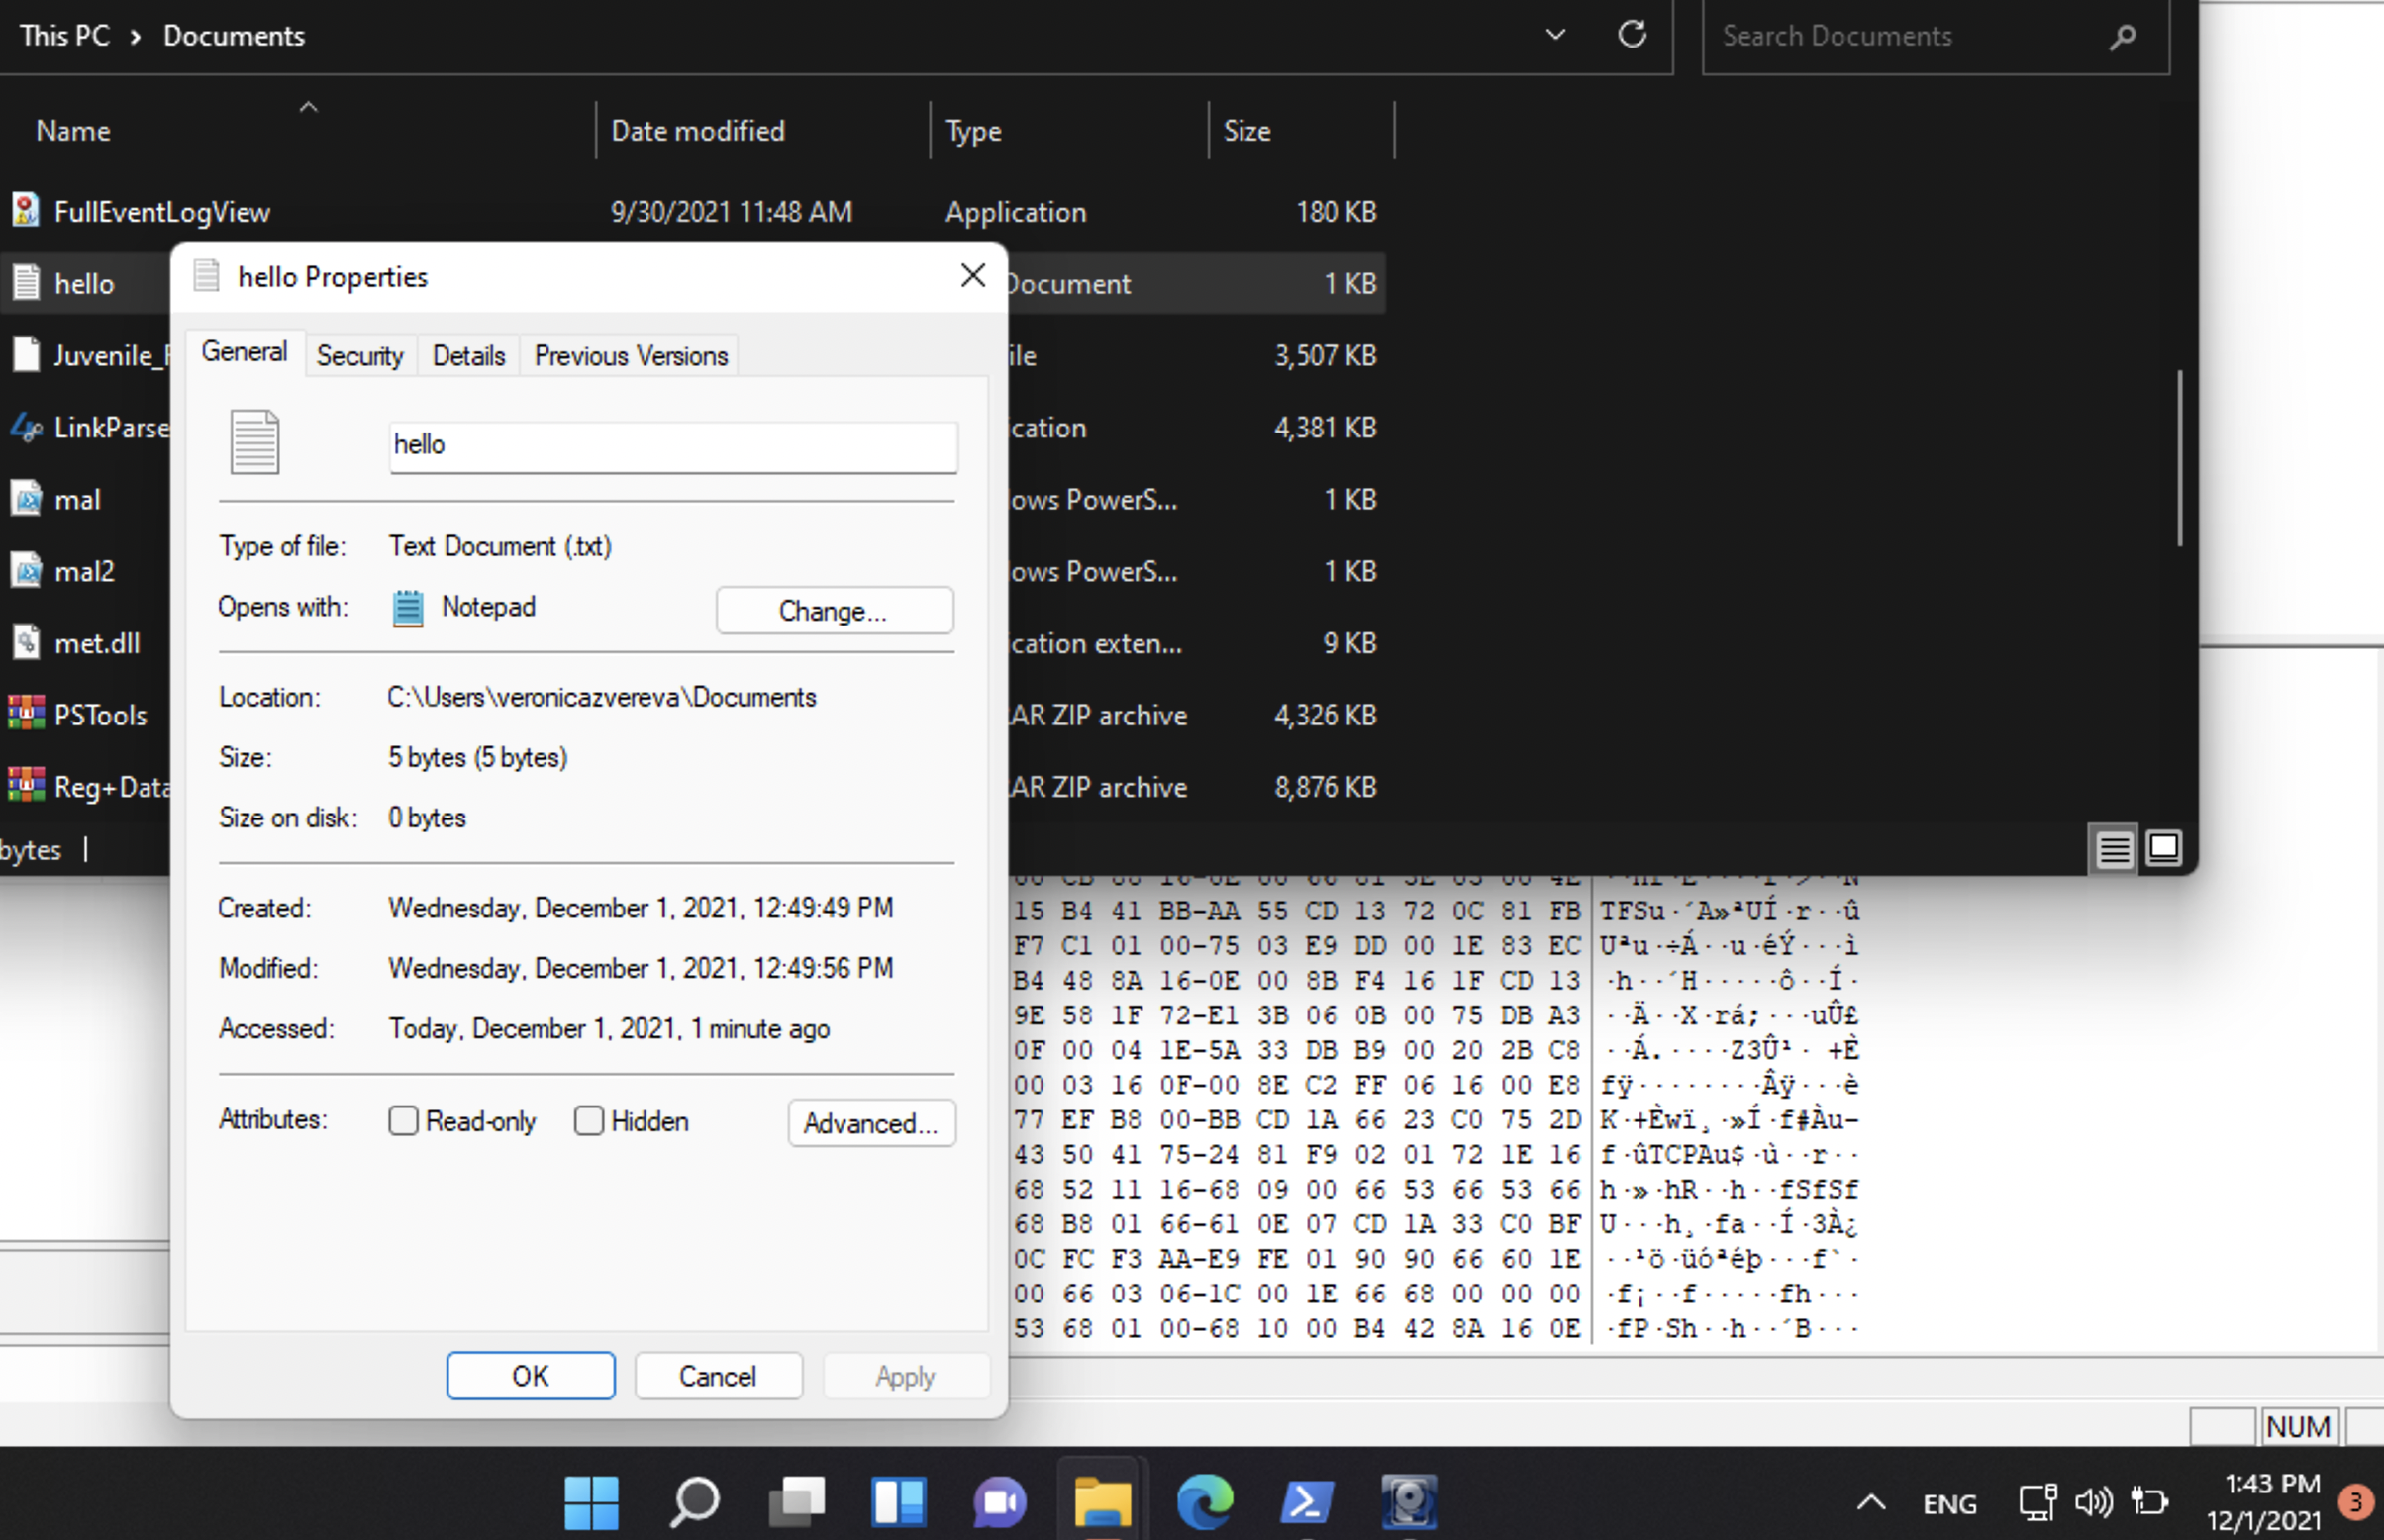 This PC > Documents
Search Documents
Name Date modified Type Size
FullEventLogView 9/30/2021 11:48 AM Application 180 KB
hello Document 1 KB
Juvenile_ ile 3,507 KB
LinkParse ication 4,381 KB
mal ows PowerS... 1 KB
mal2 ows PowerS... 1 KB
met.dll ication exten... 9 KB
PSTools AR ZIP archive 4,326 KB
Reg+Data AR ZIP archive 8,876 KB
bytes |
hello Properties
General Security Details Previous Versions
hello
Type of file: Text Document (.txt)
Opens with: Notepad Change...
Location: C:\Users\veronicazvereva\Documents
Size: 5 bytes (5 bytes)
Size on disk: 0 bytes
Created: Wednesday, December 1, 2021, 12:49:49 PM
Modified: Wednesday, December 1, 2021, 12:49:56 PM
Accessed: Today, December 1, 2021, 1 minute ago
Attributes: Read-only Hidden Advanced...
OK Cancel Apply
15 B4 41 BB-AA 55 CD 13 72 0C 81 FB TFSu·´A»ªUÍ·r··û
F7 C1 01 00-75 03 E9 DD 00 1E 83 EC Uªu·÷Á··u·éÝ···ì
B4 48 8A 16-0E 00 8B F4 16 1F CD 13 ·h··´H·····ô··Í·
9E 58 1F 72-E1 3B 06 0B 00 75 DB A3 ··Ä··X·rá;···uÛ£
0F 00 04 1E-5A 33 DB B9 00 20 2B C8 ··Á.····Z3Û¹· +È
00 03 16 0F-00 8E C2 FF 06 16 00 E8 fÿ········Âÿ···è
77 EF B8 00-BB CD 1A 66 23 C0 75 2D K·+Èwï¸·»Í·f#Àu-
43 50 41 75-24 81 F9 02 01 72 1E 16 f·ûTCPAu$·ù··r··
68 52 11 16-68 09 00 66 53 66 53 66 h·»·hR··h··fSfSf
68 B8 01 66-61 0E 07 CD 1A 33 C0 BF U···h¸·fa··Í·3À¿
0C FC F3 AA-E9 FE 01 90 90 66 60 1E ··¹ö·üóªéþ···f`·
00 66 03 06-1C 00 1E 66 68 00 00 00 ·f¡··f·····fh···
53 68 01 00-68 10 00 B4 42 8A 16 0E ·fP·Sh··h··´B···
NUM
ENG
1:43 PM
12/1/2021
3